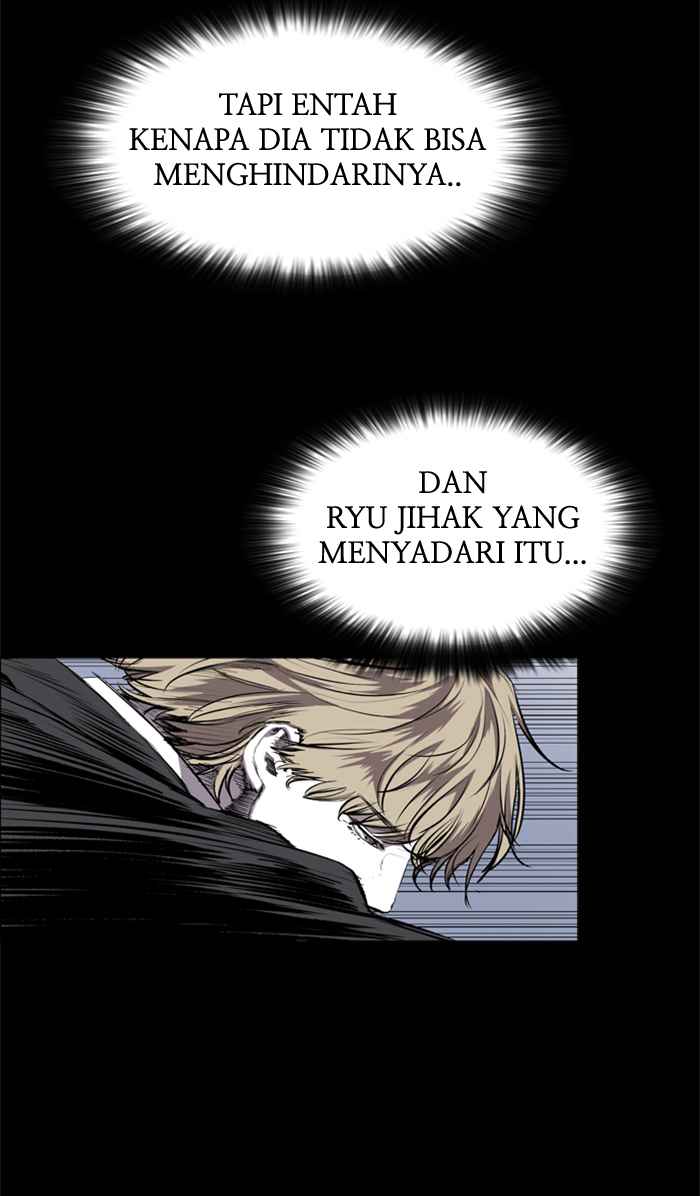 TAPI ENTAH
KENAPA DIA TIDAK BISA
MENGHINDARINYA..
DAN
RYU JIHAK YANG
MENYADARI ITU...